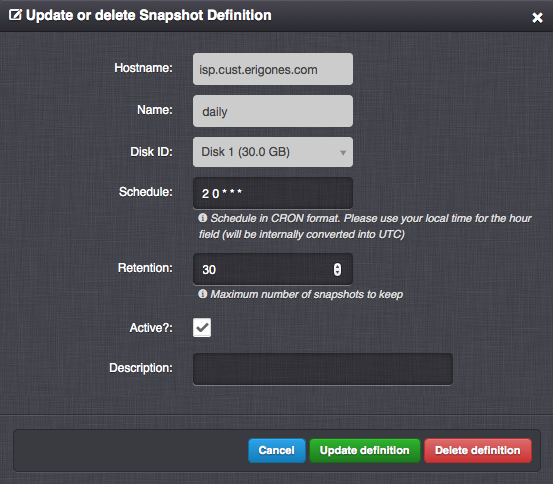 Update or delete Snapshot Definition
Hostname: isp.cust.erigones.com
Name: daily
Disk ID: Disk 1 (30.0 GB)
Schedule: 2 0 * * *
Schedule in CRON format. Please use your local time for the hour
field (will be internally converted into UTC)
Retention: 30
Maximum number of snapshots to keep
Active?:
Description:
Cancel Update definition Delete definition